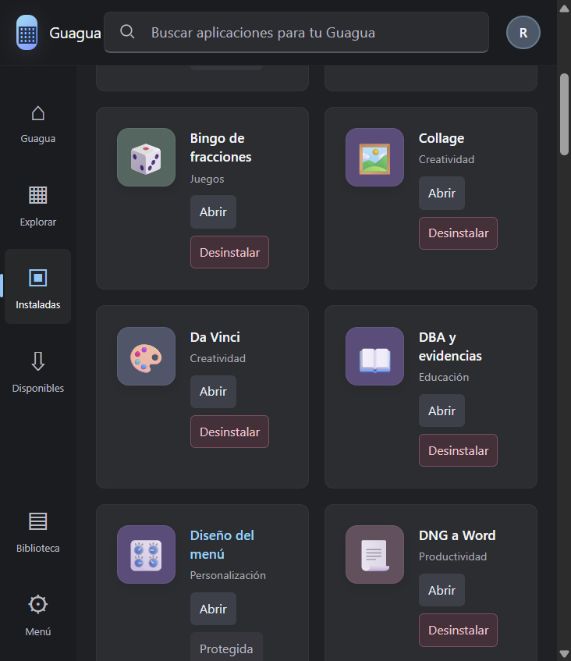 Guagua
Buscar aplicaciones para tu Guagua
R
Guagua
Explorar
Instaladas
Disponibles
Biblioteca
Menú
Bingo de
fracciones
Juegos
Abrir
Desinstalar
Collage
Creatividad
Abrir
Desinstalar
Da Vinci
Creatividad
Abrir
Desinstalar
DBA y
evidencias
Educación
Abrir
Desinstalar
Diseño del
menú
Personalización
Abrir
Protegida
DNG a Word
Productividad
Abrir
Desinstalar